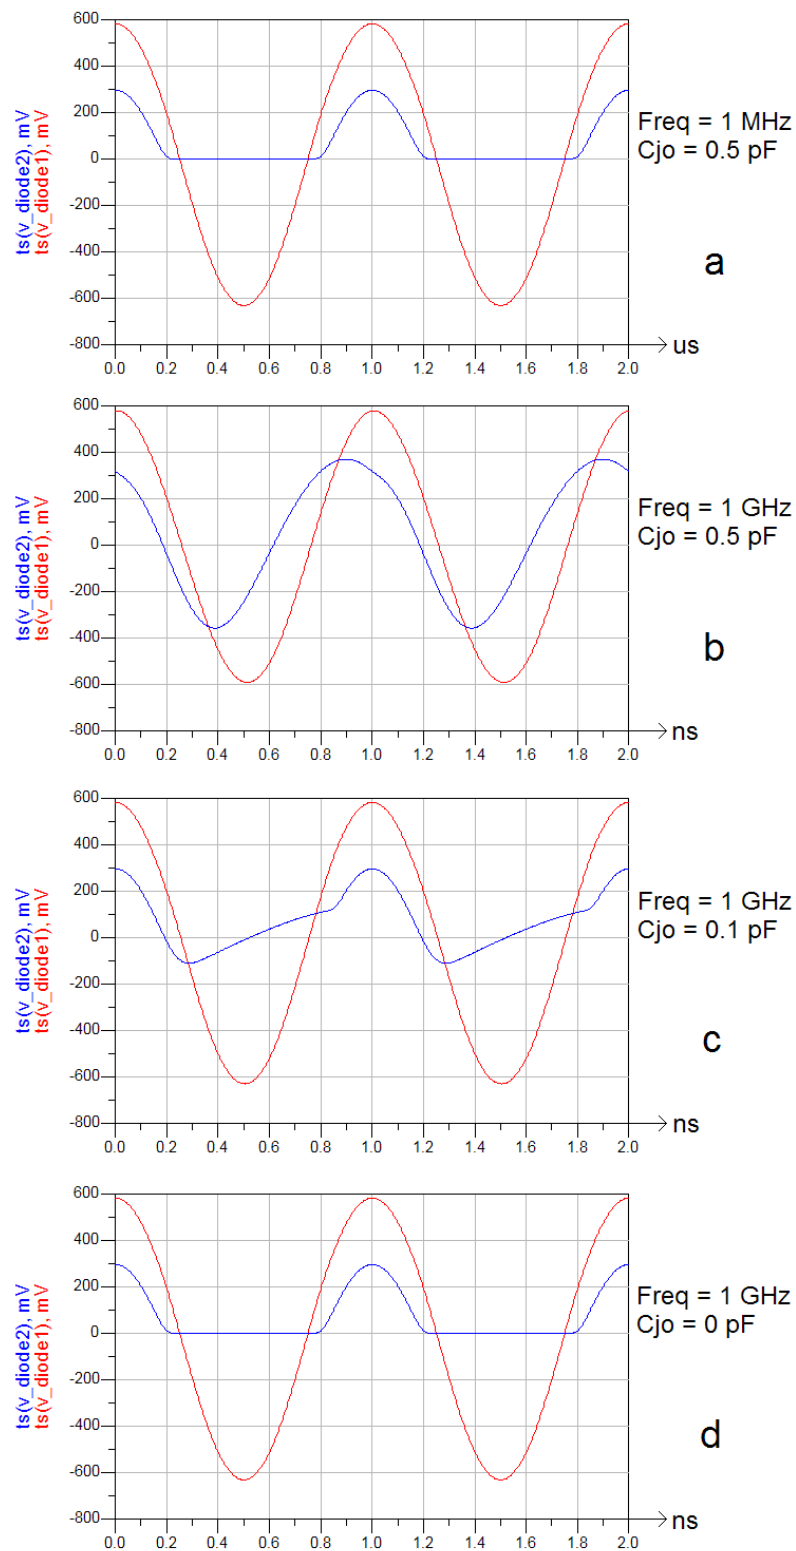 ts(v_diode2), mV
ts(v_diode1), mV
600
400
200
0
-200
-400
-600
-800
0.0 0.2 0.4 0.6 0.8 1.0 1.2 1.4 1.6 1.8 2.0
us
Freq = 1 MHz
Cjo = 0.5 pF
a
ts(v_diode2), mV
ts(v_diode1), mV
600
400
200
0
-200
-400
-600
-800
0.0 0.2 0.4 0.6 0.8 1.0 1.2 1.4 1.6 1.8 2.0
ns
Freq = 1 GHz
Cjo = 0.5 pF
b
ts(v_diode2), mV
ts(v_diode1), mV
600
400
200
0
-200
-400
-600
-800
0.0 0.2 0.4 0.6 0.8 1.0 1.2 1.4 1.6 1.8 2.0
ns
Freq = 1 GHz
Cjo = 0.1 pF
c
ts(v_diode2), mV
ts(v_diode1), mV
600
400
200
0
-200
-400
-600
-800
0.0 0.2 0.4 0.6 0.8 1.0 1.2 1.4 1.6 1.8 2.0
ns
Freq = 1 GHz
Cjo = 0 pF
d